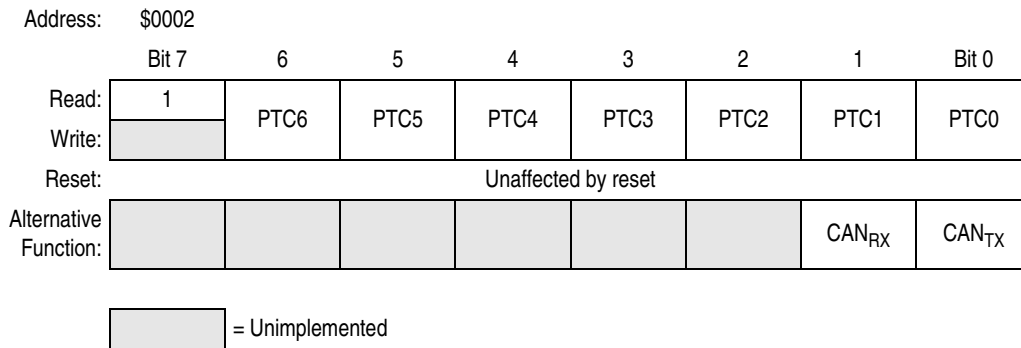 Address: $0002
Bit 7 6 5 4 3 2 1 Bit 0
Read: 1 PTC6 PTC5 PTC4 PTC3 PTC2 PTC1 PTC0
Write:
Reset: Unaffected by reset
Alternative
Function: CANRX CANTX
= Unimplemented